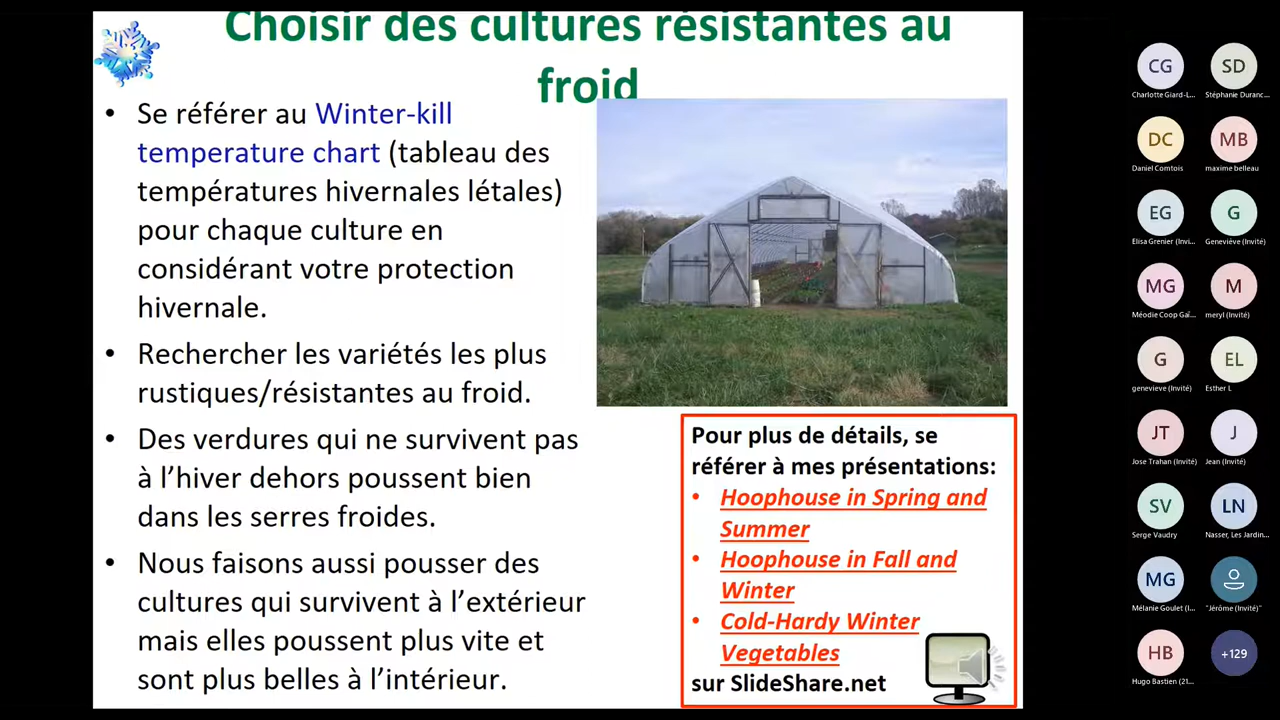 Choisir des cultures résistantes au
froid
• Se référer au Winter-kill
temperature chart (tableau des
températures hivernales létales)
pour chaque culture en
considérant votre protection
hivernale.
• Rechercher les variétés les plus
rustiques/résistantes au froid.
• Des verdures qui ne survivent pas
à l’hiver dehors poussent bien
dans les serres froides.
• Nous faisons aussi pousser des
cultures qui survivent à l’extérieur
mais elles poussent plus vite et
sont plus belles à l’intérieur.
Pour plus de détails, se
référer à mes présentations:
• Hoophouse in Spring and
Summer
• Hoophouse in Fall and
Winter
• Cold-Hardy Winter
Vegetables
sur SlideShare.net
CG SD
Charlotte Giard-L... Stéphanie Duranc...
DC MB
Daniel Comtois maxime belleau
EG G
Elisa Grenier (Invi... Geneviève (Invité)
MG M
Méodie Coop Gaï... meryl (Invité)
G EL
genevieve (Invité) Esther L
JT J
Jose Trahan (Invité) Jean (Invité)
SV LN
Serge Vaudry Nasser, Les Jardin...
MG
Mélanie Goulet (I... "Jérôme (Invité)"
HB +129
Hugo Bastien (21...